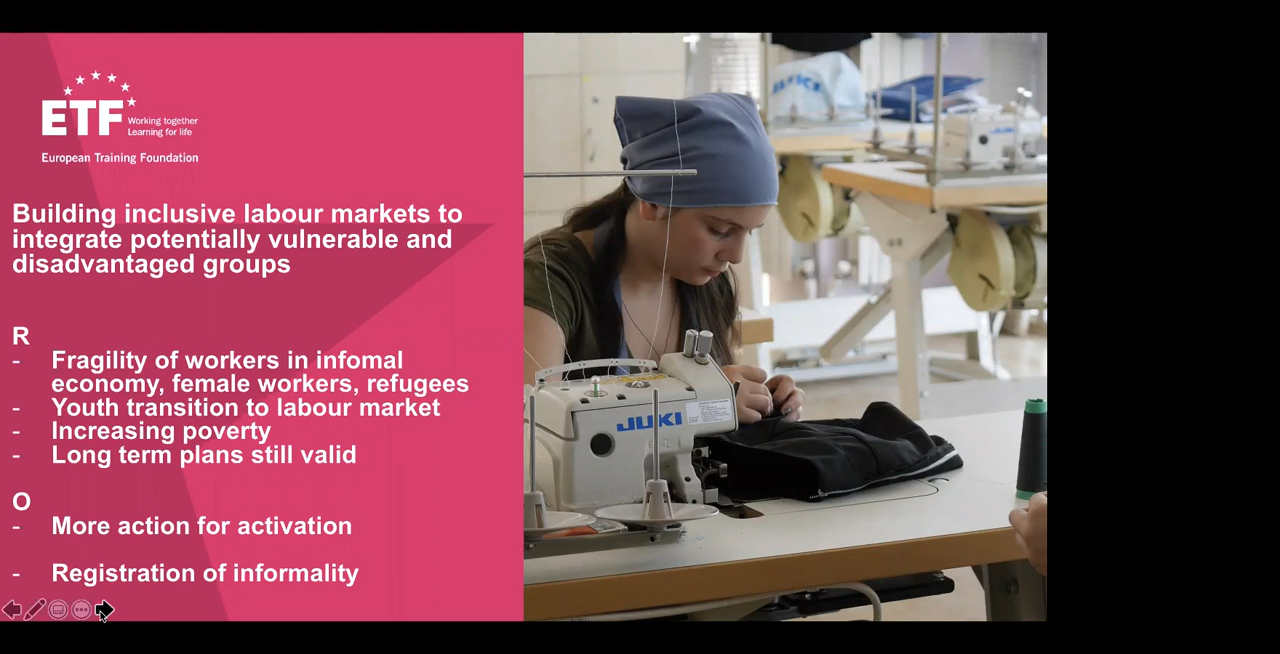 ETF
Working together
Learning for life
European Training Foundation
Building inclusive labour markets to
integrate potentially vulnerable and
disadvantaged groups
R
- Fragility of workers in infomal
economy, female workers, refugees
- Youth transition to labour market
- Increasing poverty
- Long term plans still valid
O
- More action for activation
- Registration of informality
JUKI
JUKI